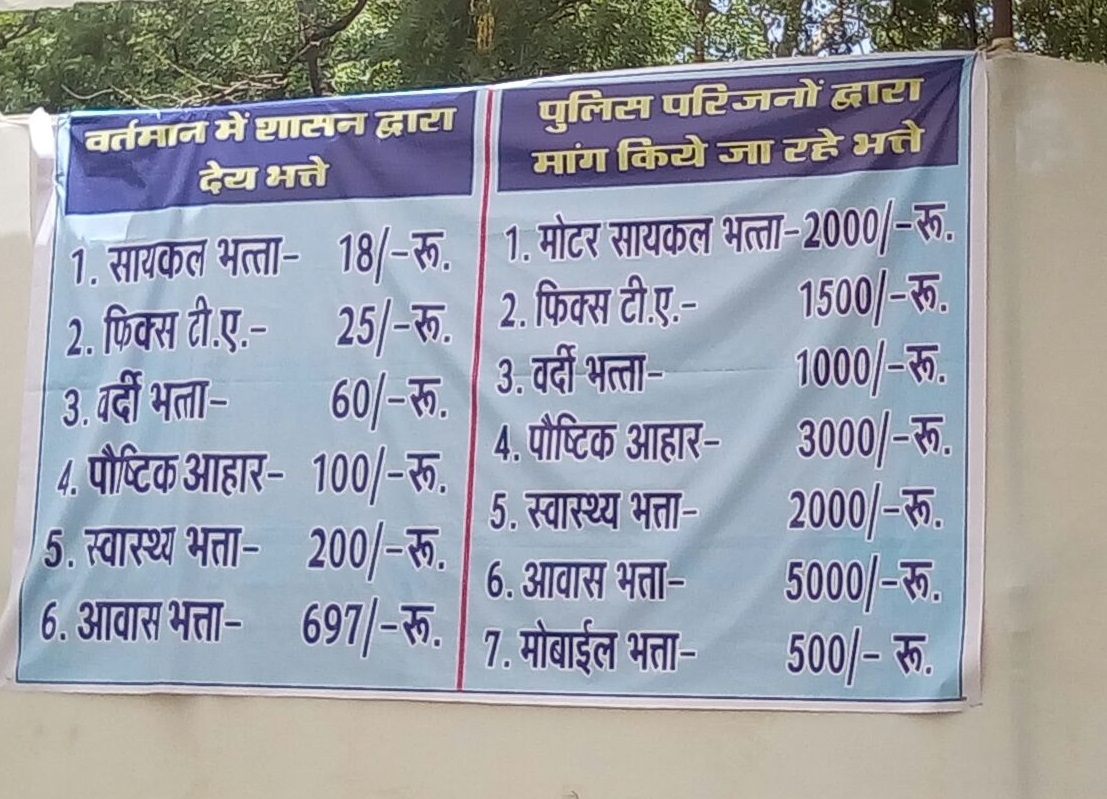 वर्तमान में शासन द्वारा
देय भत्ते
1. सायकल भत्ता- 18/-रू.
2. फिक्स टी.ए.- 25/-रू.
3. वर्दी भत्ता- 60/-रू.
4. पौष्टिक आहार- 100/-रू.
5. स्वास्थ्य भत्ता- 200/-रू.
6. आवास भत्ता- 697/-रू.
पुलिस परिजनों द्वारा
मांग किये जा रहे भत्ते
1. मोटर सायकल भत्ता-2000/-रू.
2. फिक्स टी.ए.- 1500/-रू.
3. वर्दी भत्ता- 1000/-रू.
4. पौष्टिक आहार- 3000/-रू.
5. स्वास्थ्य भत्ता- 2000/-रू.
6. आवास भत्ता- 5000/-रू.
7. मोबाईल भत्ता- 500/- रू.